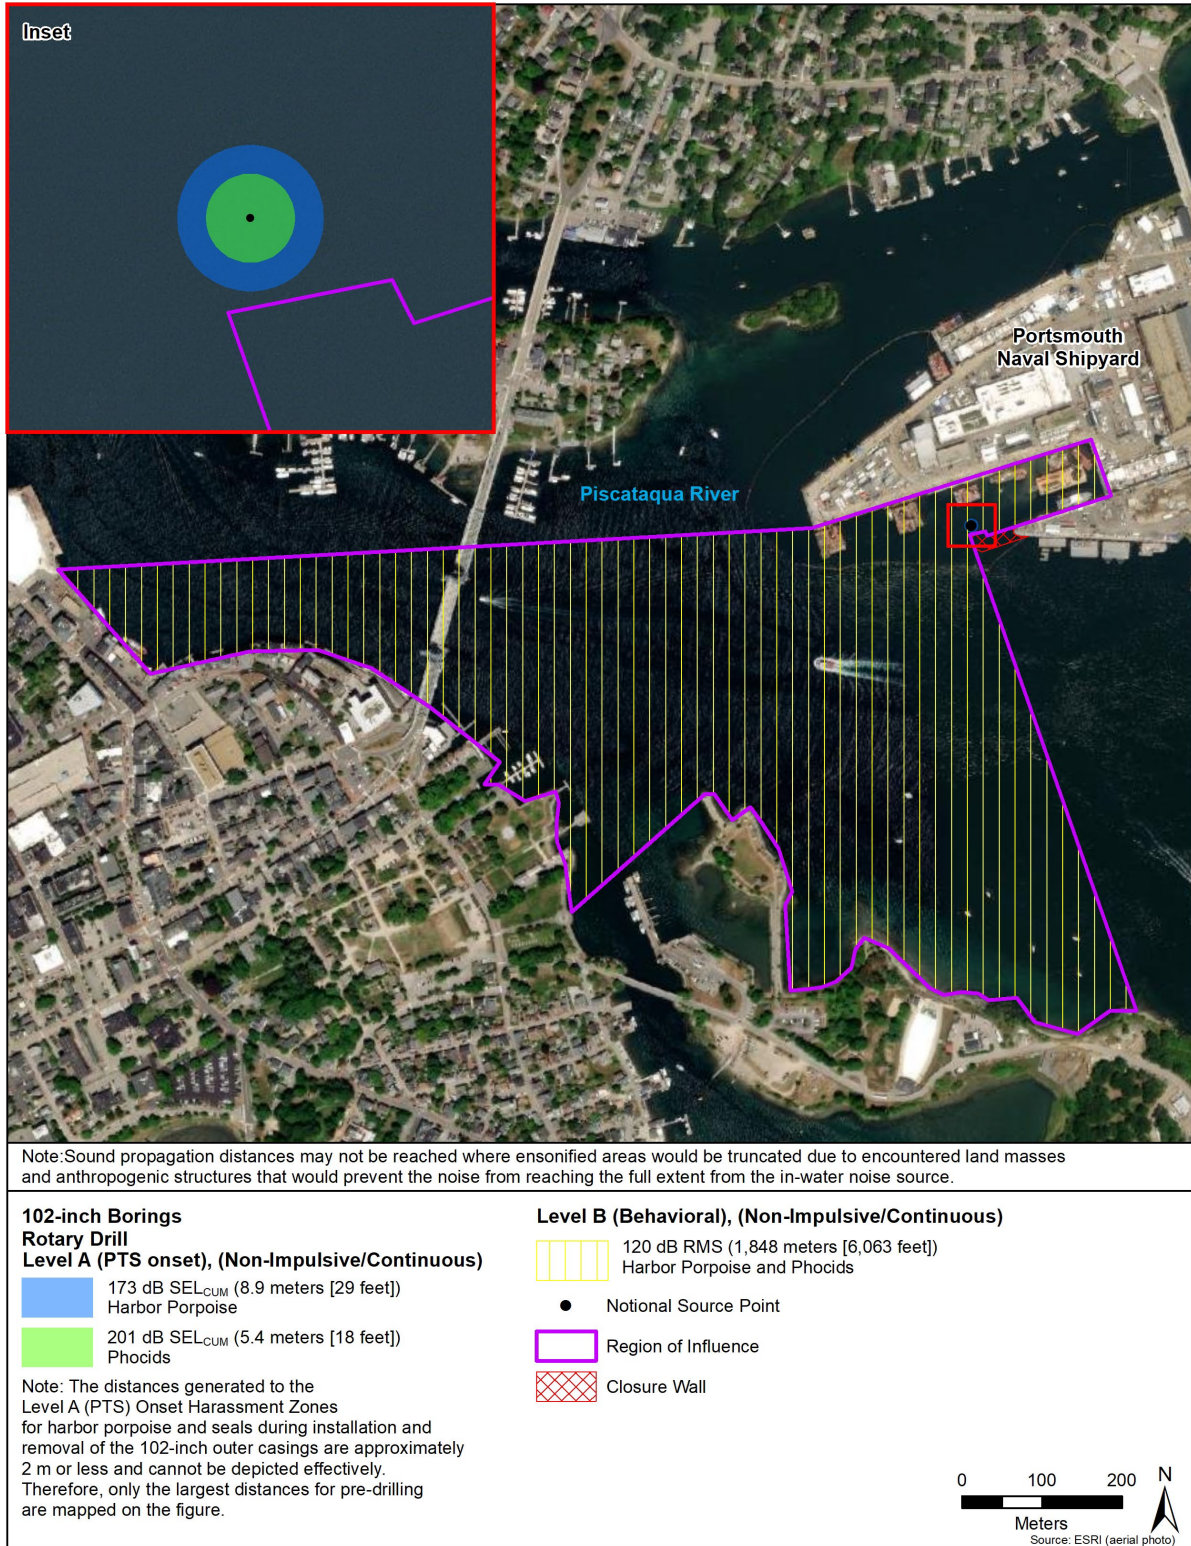 Inset
Portsmouth
Naval Shipyard
Piscataqua River
Note:Sound propagation distances may not be reached where ensonified areas would be truncated due to encountered land masses
and anthropogenic structures that would prevent the noise from reaching the full extent from the in-water noise source.
102-inch Borings
Rotary Drill
Level A (PTS onset), (Non-Impulsive/Continuous)
173 dB SELCUM (8.9 meters [29 feet])
Harbor Porpoise
201 dB SELCUM (5.4 meters [18 feet])
Phocids
Note: The distances generated to the
Level A (PTS) Onset Harassment Zones
for harbor porpoise and seals during installation and
removal of the 102-inch outer casings are approximately
2 m or less and cannot be depicted effectively.
Therefore, only the largest distances for pre-drilling
are mapped on the figure.
Level B (Behavioral), (Non-Impulsive/Continuous)
120 dB RMS (1,848 meters [6,063 feet])
Harbor Porpoise and Phocids
Notional Source Point
Region of Influence
Closure Wall
0 100 200
Meters
N
Source: ESRI (aerial photo)